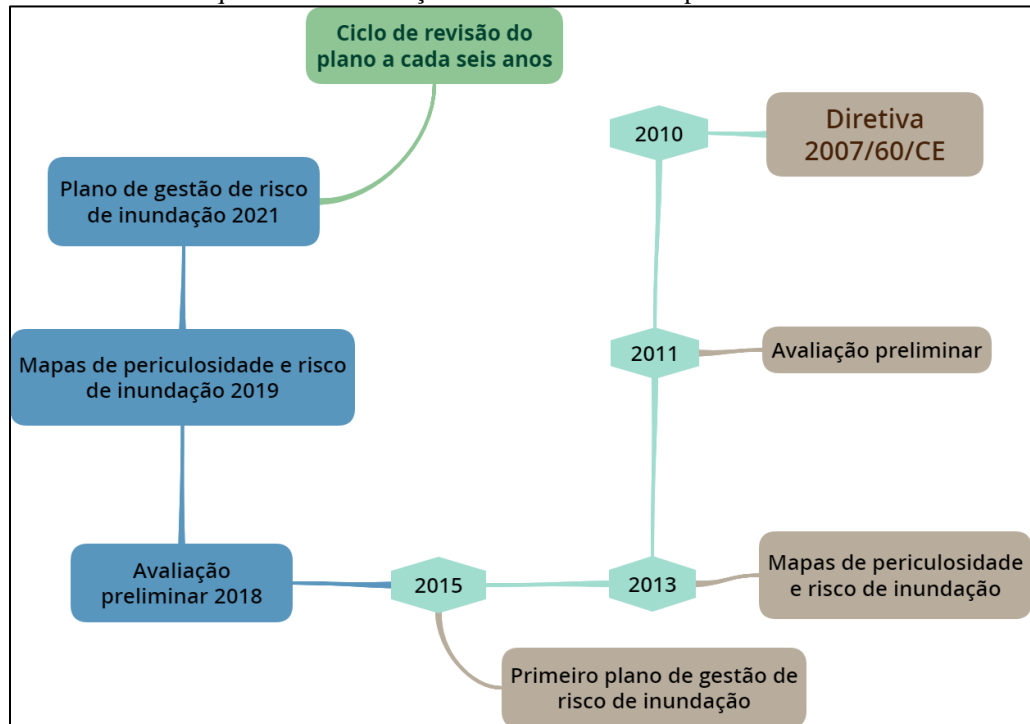 Ciclo de revisão do
plano a cada seis anos
2010
Diretiva
2007/60/CE
Plano de gestão de risco
de inundação 2021
Mapas de periculosidade e risco
de inundação 2019
2011
Avaliação preliminar
Avaliação
preliminar 2018
2015
2013
Mapas de periculosidade
e risco de inundação
Primeiro plano de gestão de
risco de inundação